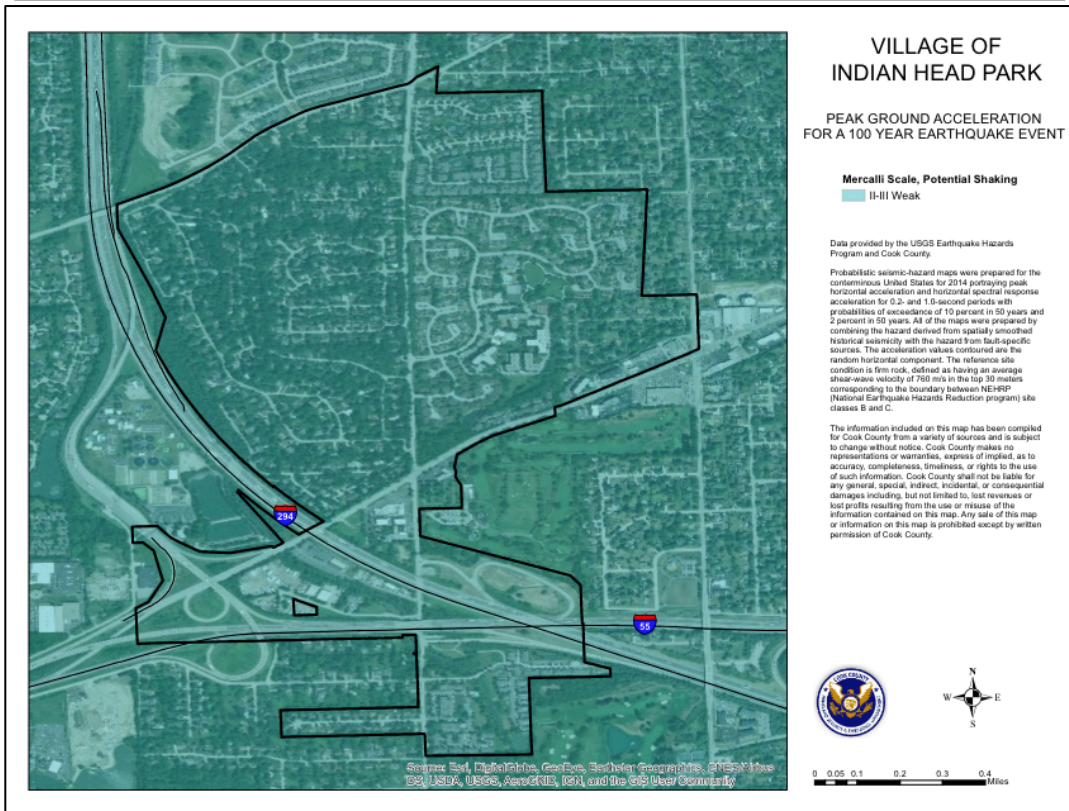 VILLAGE OF
INDIAN HEAD PARK
PEAK GROUND ACCELERATION
FOR A 100 YEAR EARTHQUAKE EVENT
Mercalli Scale, Potential Shaking
II-III Weak
Data provided by the USGS Earthquake Hazards
Program and Cook County.
Probabilistic seismic-hazard maps were prepared for the
conterminous United States for 2014 portraying peak
horizontal acceleration and horizontal spectral response
acceleration for 0.2- and 1.0-second periods with
probabilities of exceedance of 10 percent in 50 years and
2 percent in 50 years. All of the maps were prepared by
combining the hazard derived from spatially smoothed
historical seismicity with the hazard from fault-specific
sources. The acceleration values contoured are the
random horizontal component. The reference site
condition is firm rock, defined as having an average
shear-wave velocity of 760 m/s in the top 30 meters
corresponding to the boundary between NEHRP
(National Earthquake Hazards Reduction program) site
classes B and C.
The information included on this map has been compiled
for Cook County from a variety of sources and is subject
to change without notice. Cook County makes no
representations or warranties, express of implied, as to
accuracy, completeness, timeliness, or rights to the use
of such information. Cook County shall not be liable for
any general, special, indirect, incidental, or consequential
damages including, but not limited to, lost revenues or
lost profits resulting from the use or misuse of the
information contained on this map. Any sale of this map
or information on this map is prohibited except by written
permission of Cook County.
294
55
COOK COUNTY
N
W E
S
0 0.05 0.1 0.2 0.3 0.4
Miles
Source: Esri, DigitalGlobe, GeoEye, Earthstar Geographics, CNES/Airbus
DS, USDA, USGS, AeroGRID, IGN, and the GIS User Community